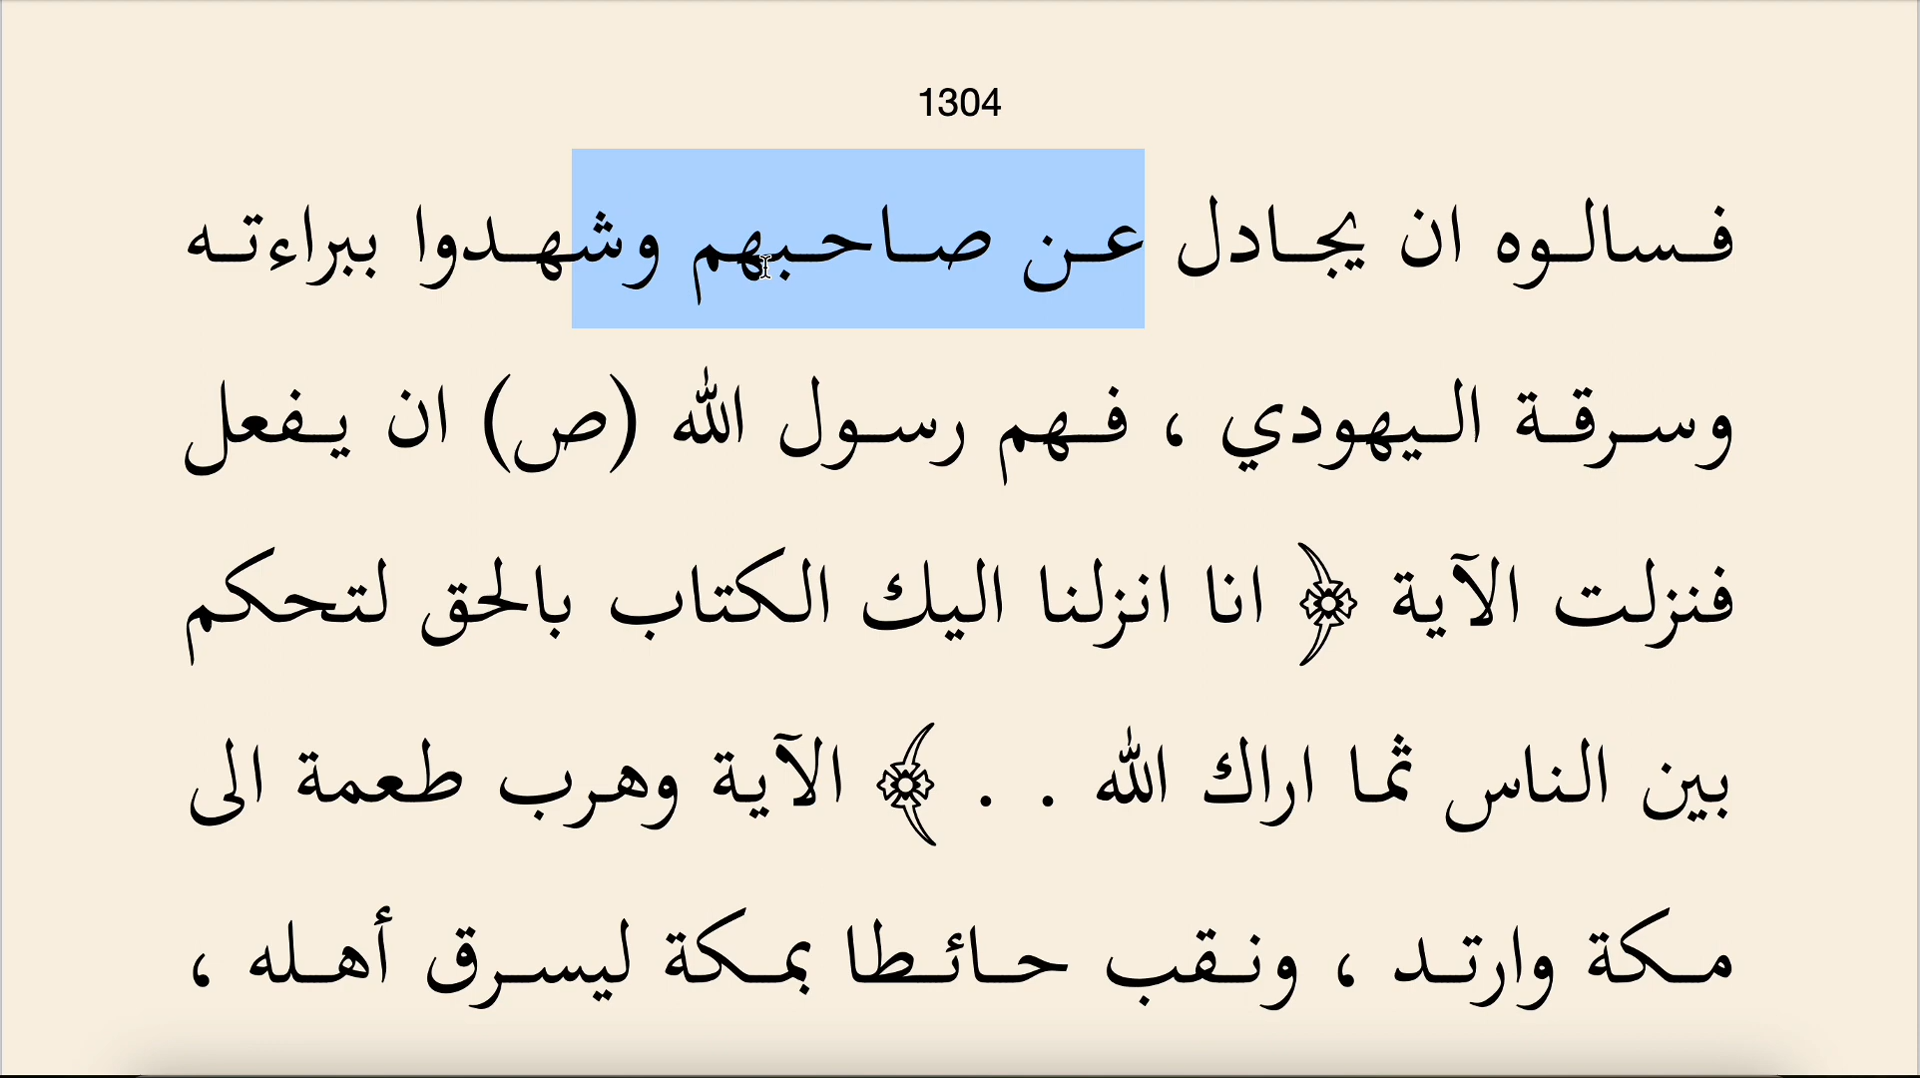 1304
فسالوه ان يجادل عن صاحبهم وشهدوا ببراءته
وسرقة اليهودي ، فهم رسول الله (ص) ان يفعل
فنزلت الآية ﴿ انا انزلنا اليك الكتاب بالحق لتحكم
بين الناس ثما اراك الله . . ﴾ الآية وهرب طعمة الى
مكة وارتد ، ونقب حائطا بمكة ليسرق أهله ،